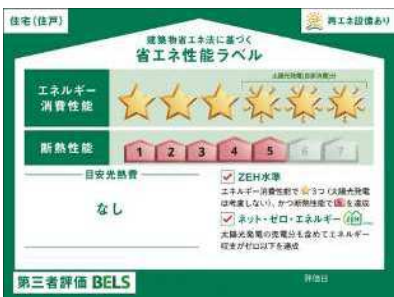 住宅(住戸)
再エネ設備あり
建築物省エネ法に基づく
省エネ性能ラベル
太陽光発電(自家消費)分
エネルギー
消費性能
断熱性能
1 2 3 4 5 6 7
目安光熱費
なし
ZEH水準
エネルギー消費性能で★3つ(太陽光発電
は考慮しない)、かつ断熱性能で5を達成
ネット・ゼロ・エネルギー
太陽光発電の売電分も含めてエネルギー
収支がゼロ以下を達成
第三者評価 BELS
評価日